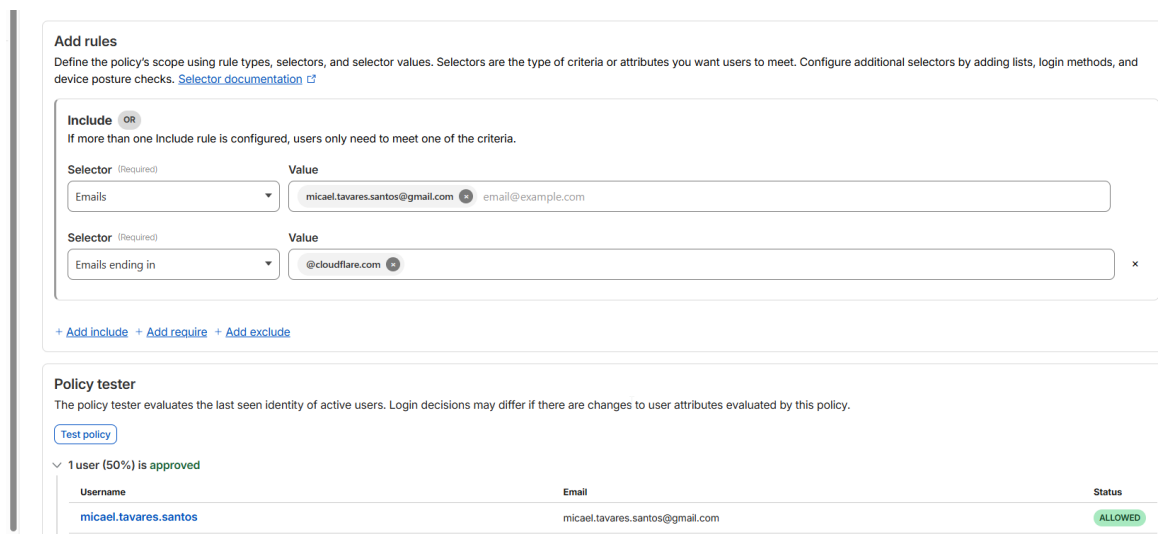 Add rules
Define the policy's scope using rule types, selectors, and selector values. Selectors are the type of criteria or attributes you want users to meet. Configure additional selectors by adding lists, login methods, and
device posture checks. Selector documentation
Include OR
If more than one Include rule is configured, users only need to meet one of the criteria.
Selector (Required) Value
Emails micael.tavares.santos@gmail.com × email@example.com
Selector (Required) Value
Emails ending in @cloudflare.com × ×
+ Add include + Add require + Add exclude
Policy tester
The policy tester evaluates the last seen identity of active users. Login decisions may differ if there are changes to user attributes evaluated by this policy.
Test policy
1 user (50%) is approved
Username Email Status
micael.tavares.santos micael.tavares.santos@gmail.com ALLOWED